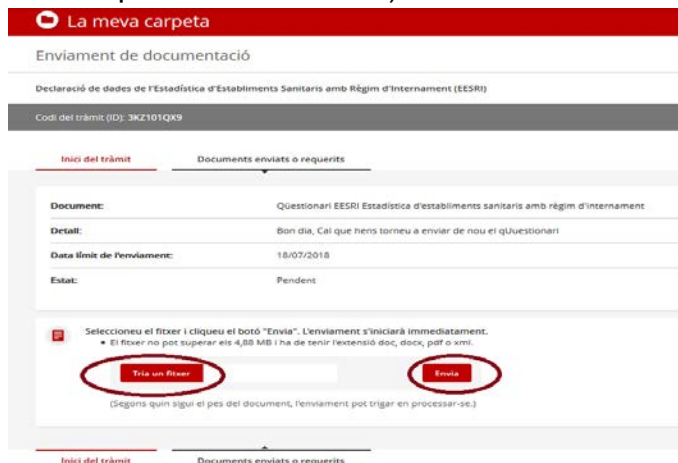 La meva carpeta
Enviament de documentació
Declaració de dades de l'Estadística d'Establiments Sanitaris amb Règim d'Internament (EESRI)
Codi del tràmit (ID): 3KZ101QX9
Inici del tràmit Documents enviats o requerits
Document: Qüestionari EESRI Estadística d'establiments sanitaris amb règim d'internament
Detall: Bon dia, Cal que hens torneu a enviar de nou el qUuestionari
Data límit de l'enviament: 18/07/2018
Estat: Pendent
Seleccioneu el fitxer i cliqueu el botó "Envia". L'enviament s'iniciarà immediatament.
• El fitxer no pot superar els 4,88 MB i ha de tenir l'extensió doc, docx, pdf o xml.
Tria un fitxer Envia
(Segons quin sigui el pes del document, l'enviament pot trigar en processar-se.)
Inici del tràmit Documents enviats o requerits